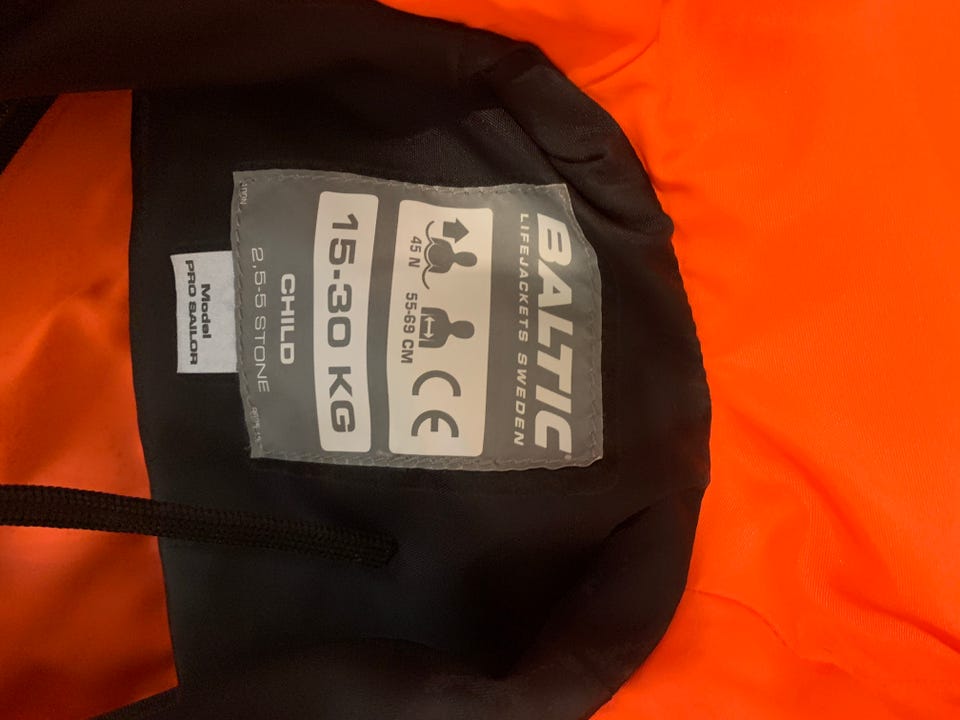 BALTIC
LIFEJACKETS SWEDEN
45 N
55-69 CM
CE
15-30 KG
CHILD
2,5-5 STONE
Model
PRO SAILOR